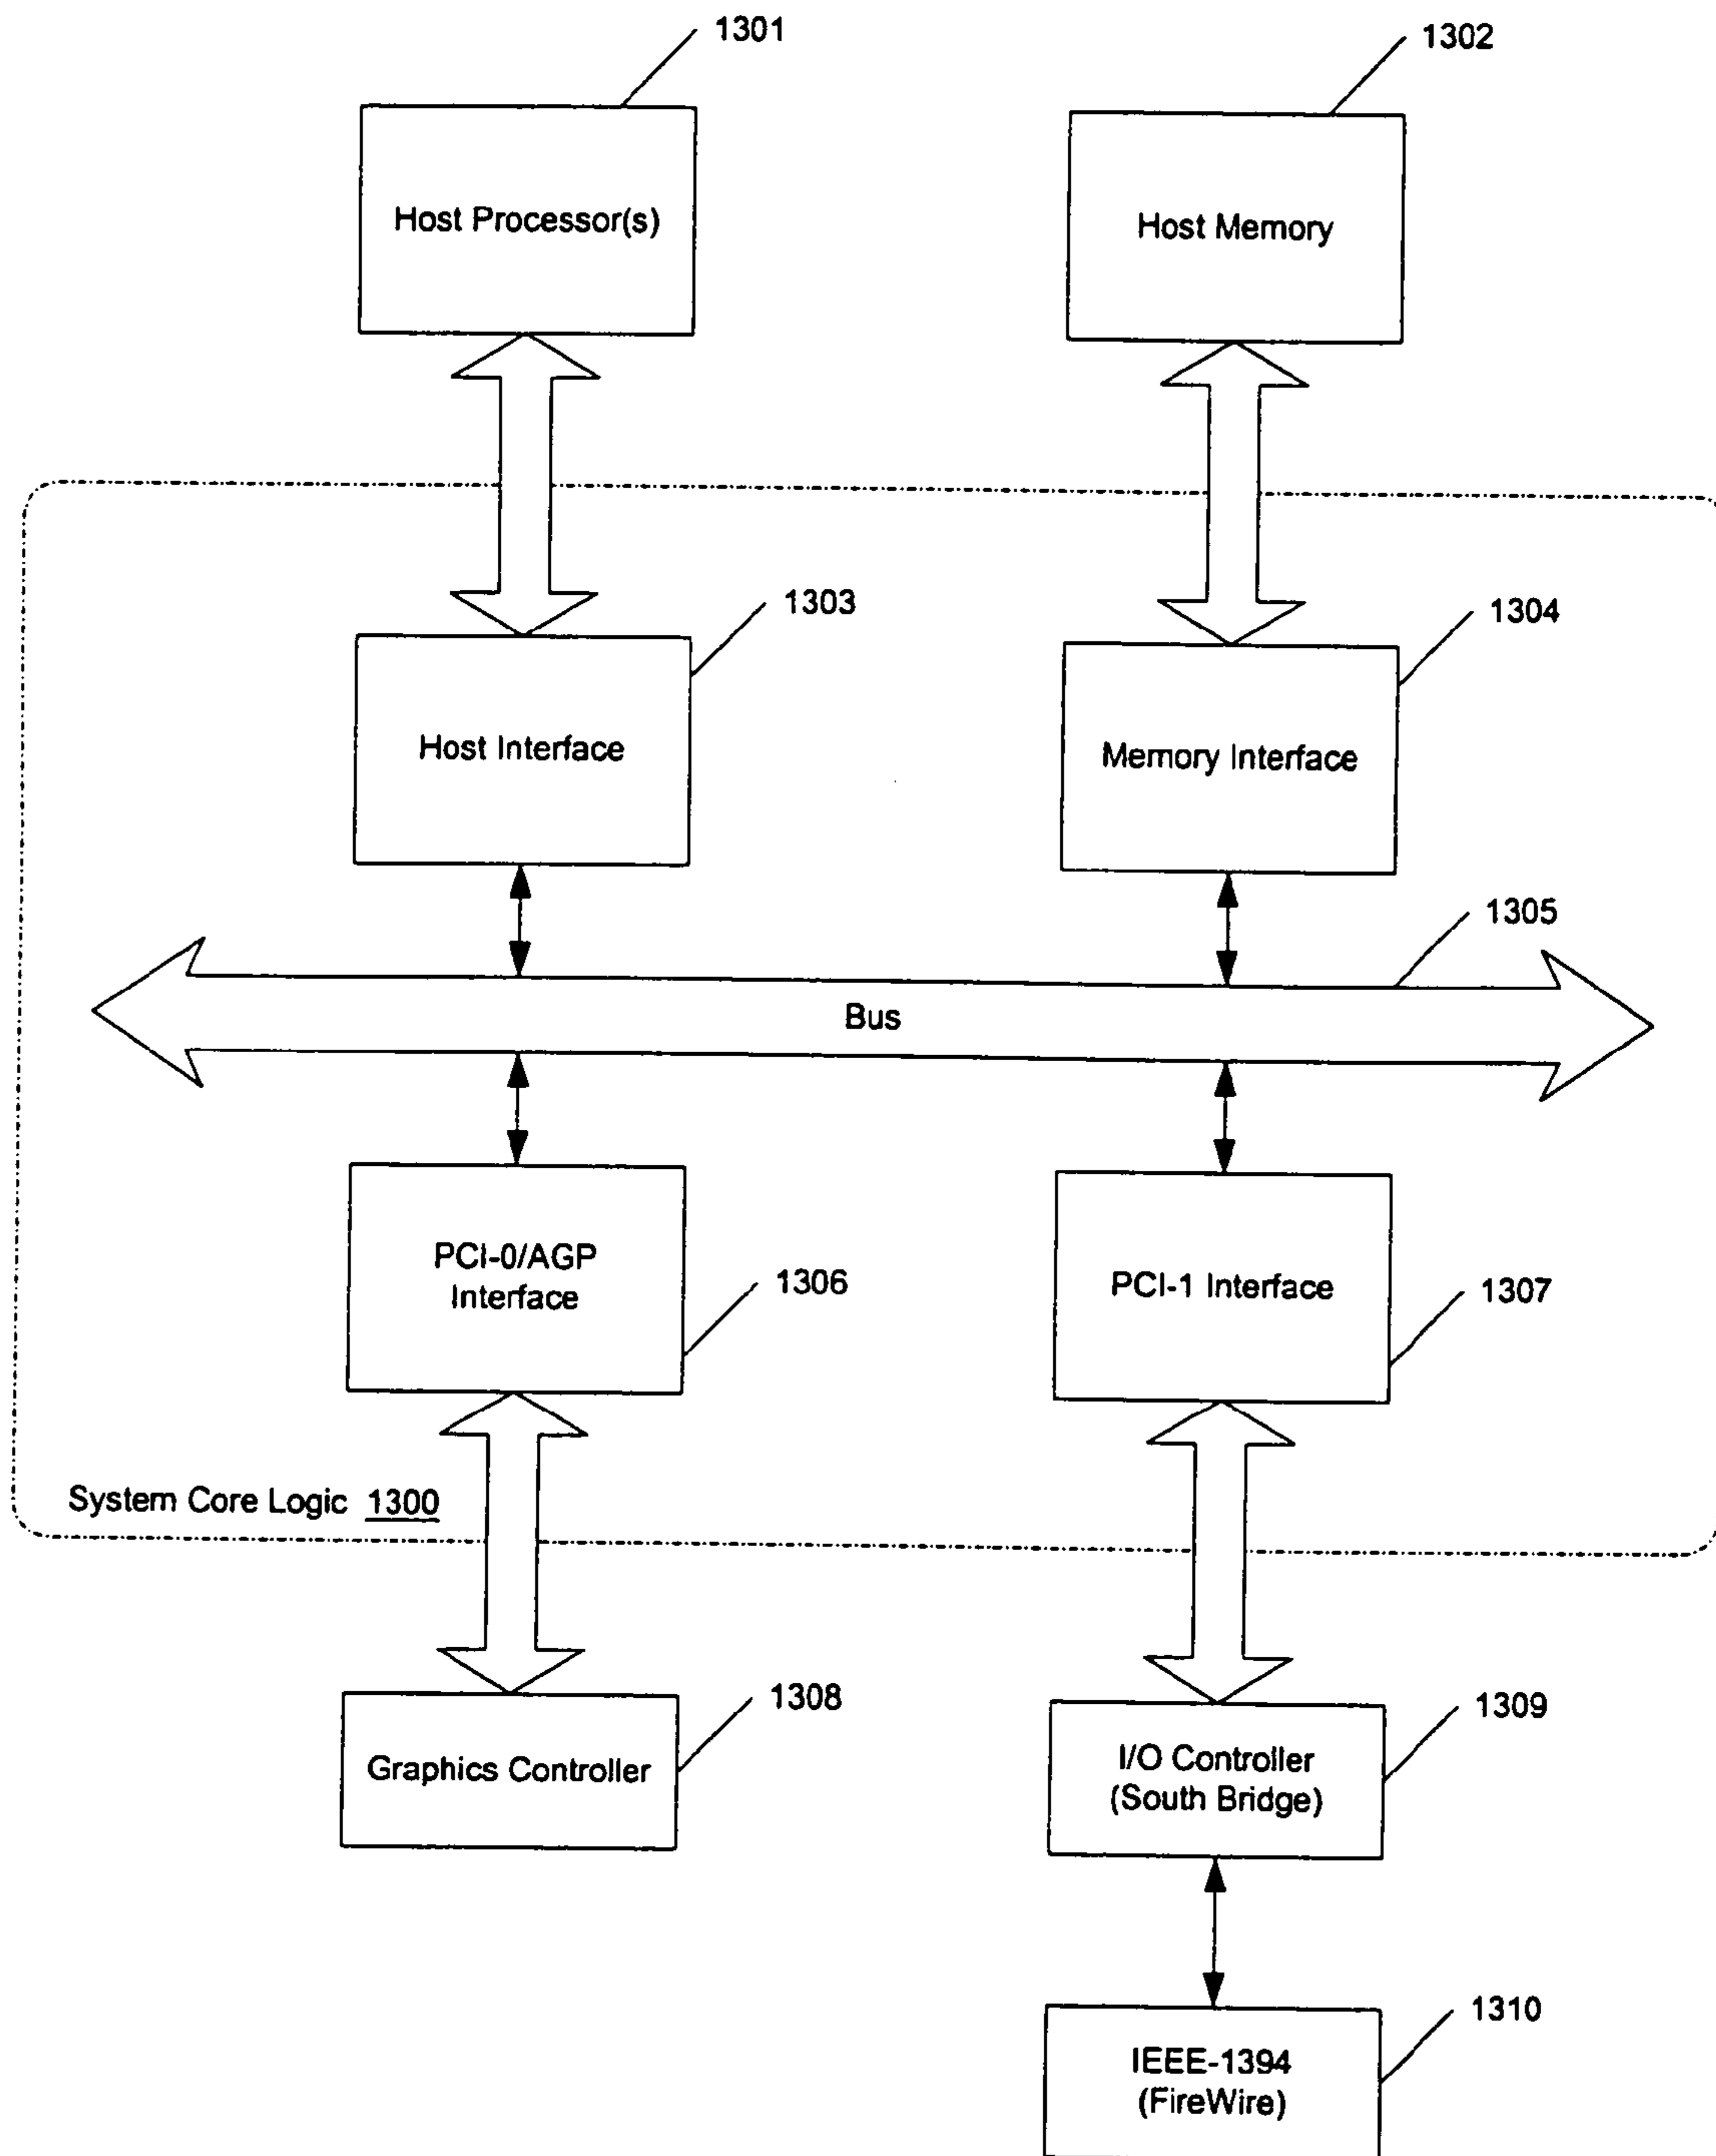 1301
1302
Host Processor(s)
Host Memory
1303
1304
Host Interface
Memory Interface
1305
Bus
PCI-0/AGP
Interface
1306
PCI-1 Interface
1307
System Core Logic 1300
1308
1309
Graphics Controller
I/O Controller
(South Bridge)
1310
IEEE-1394
(FireWire)